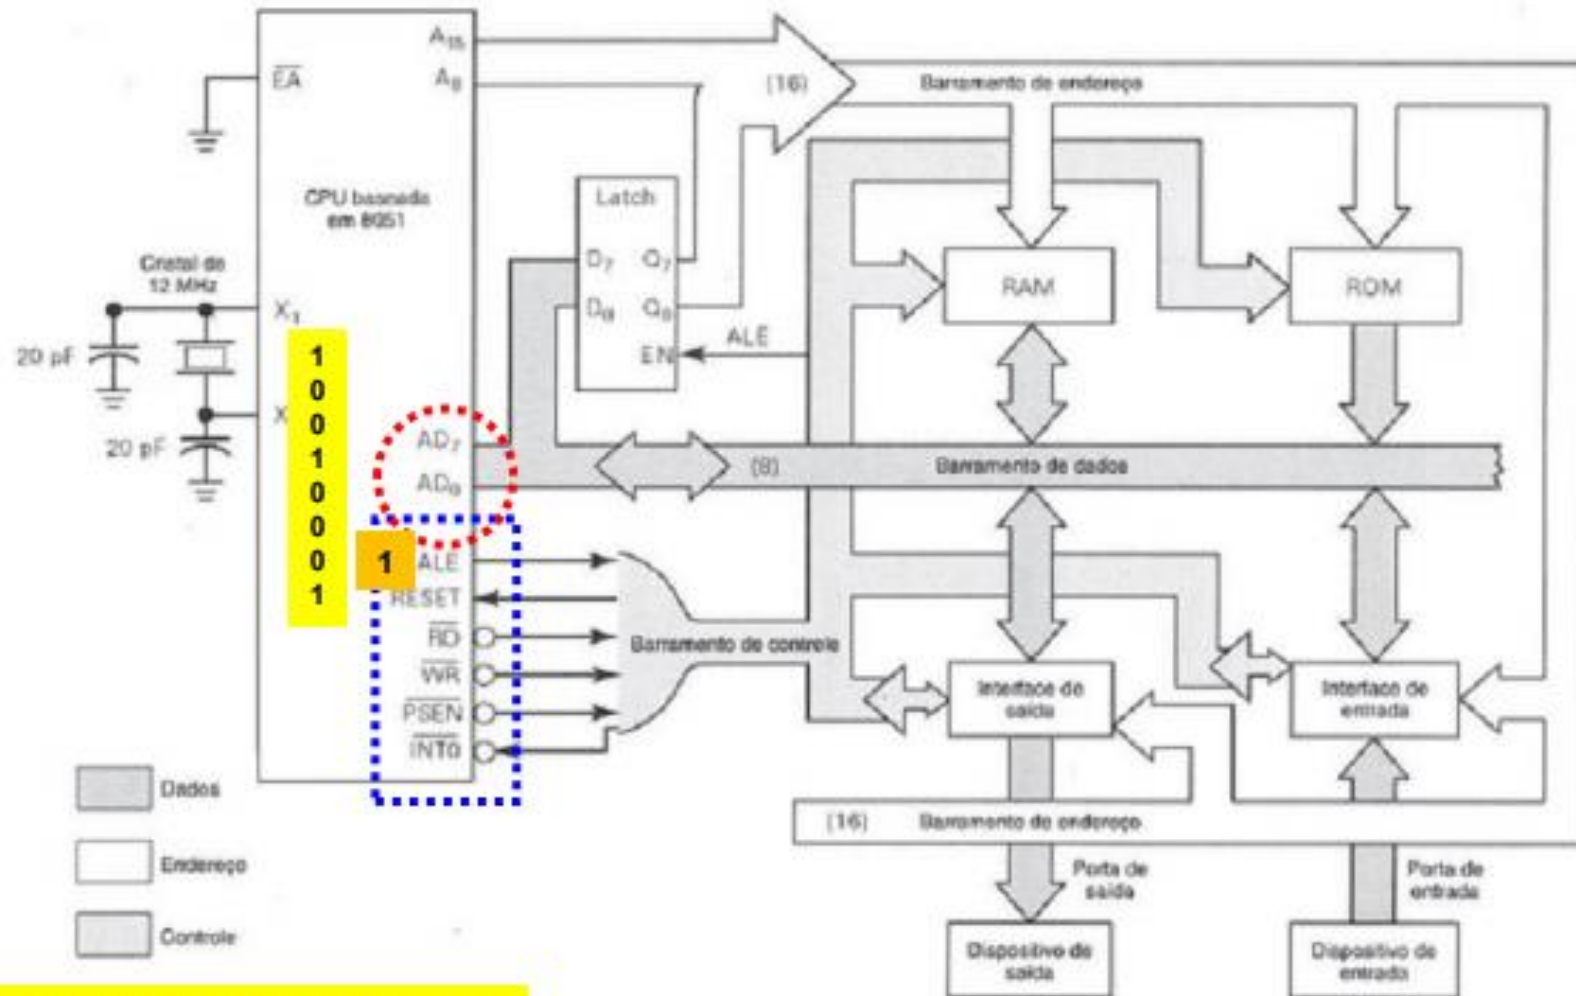 A15
A8
EA
(16)
Barramento de endereço
CPU baseada
em 8051
Latch
D7 Q7
D0 Q0
EN
ALE
RAM
ROM
Cristal de
12 MHz
X1
20 pF
X
20 pF
1
0
0
1
0
0
0
1
AD7
AD0
(8)
Barramento de dados
1
ALE
RESET
RD
WR
PSEN
INT0
Barramento de controle
Interface de
saída
Interface de
entrada
Dados
Endereço
Controle
(16)
Barramento de endereço
Porta de
saída
Porta de
entrada
Dispositivo de
saída
Dispositivo de
entrada